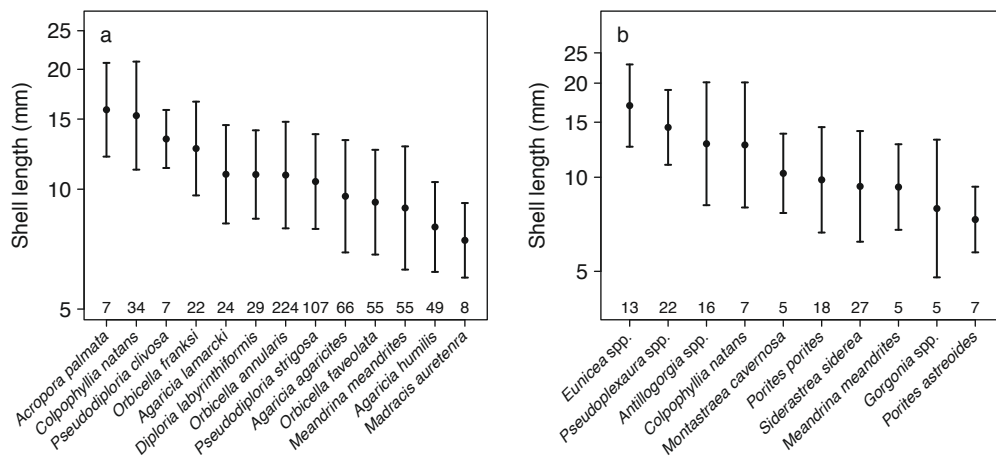 a
Shell length (mm)
25
20
15
10
5
7 34 7 22 24 29 224 107 66 55 55 49 8
Acropora palmata
Colpophyllia natans
Pseudodiploria clivosa
Orbicella franksi
Agaricia lamarcki
Diploria labyrinthiformis
Orbicella annularis
Pseudodiploria strigosa
Agaricia agaricites
Orbicella faveolata
Meandrina meandrites
Agaricia humilis
Madracis auretenra
b
Shell length (mm)
25
20
15
10
5
13 22 16 7 5 18 27 5 5 7
Eunicea spp.
Pseudoplexaura spp.
Antillogorgia spp.
Colpophyllia natans
Montastraea cavernosa
Porites porites
Siderastrea siderea
Meandrina meandrites
Gorgonia spp.
Porites astreoides